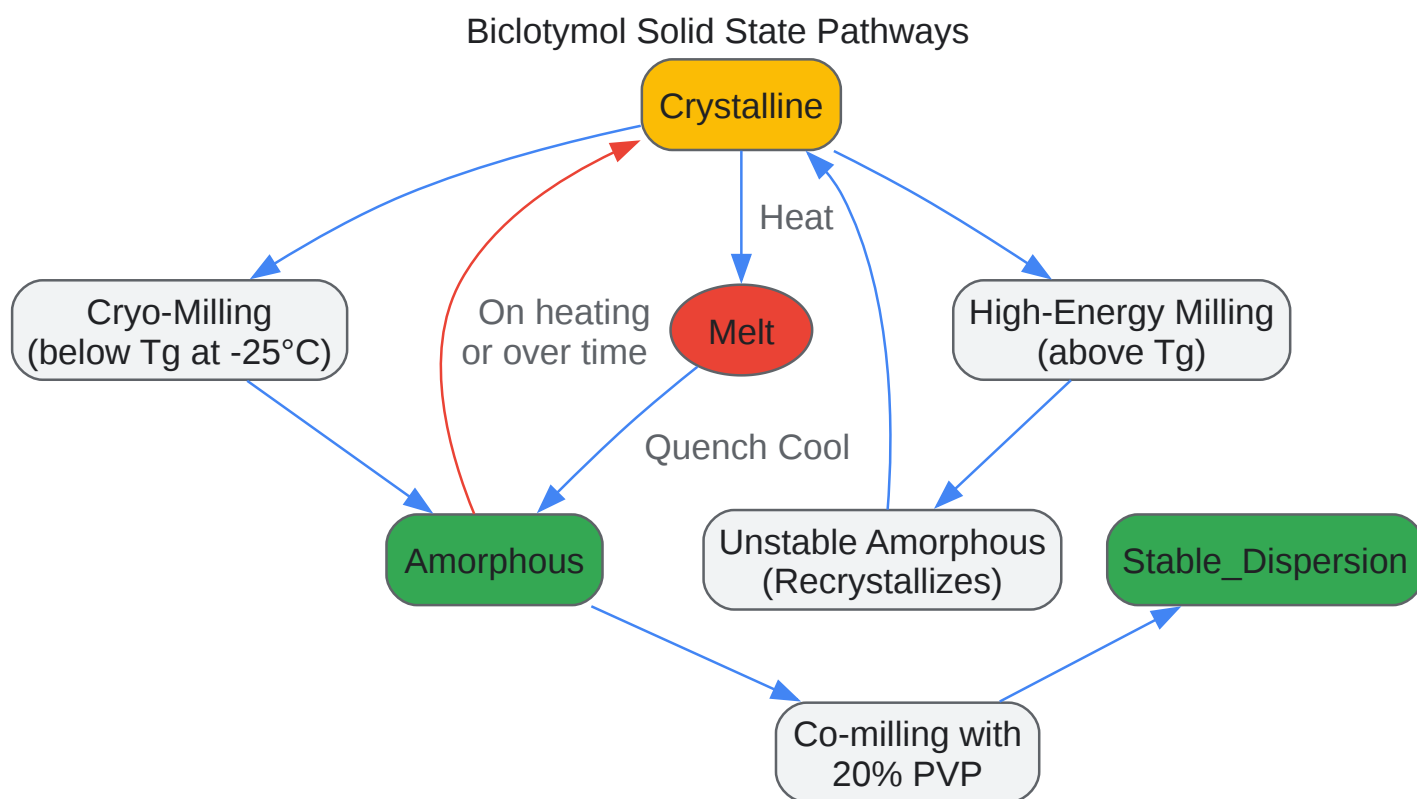 Biclotymol Solid State Pathways
Crystalline
Heat
Cryo-Milling
(below Tg at -25°C)
On heating
or over time
Melt
High-Energy Milling
(above Tg)
Quench Cool
Amorphous
Unstable Amorphous
(Recrystallizes)
Stable_Dispersion
Co-milling with
20% PVP